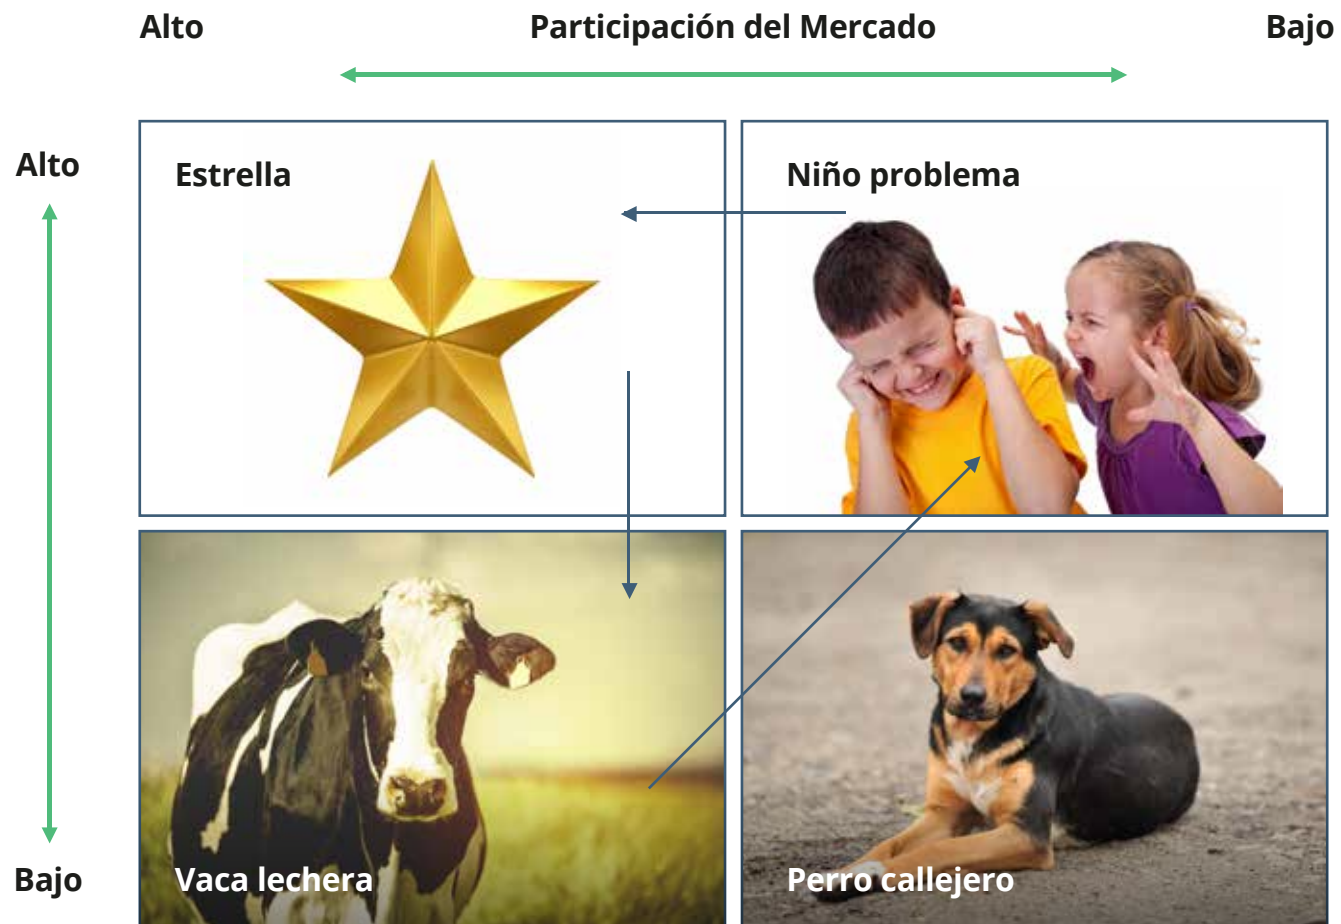 Alto Participación del Mercado Bajo
Alto
Estrella Niño problema
Bajo
Vaca lechera Perro callejero